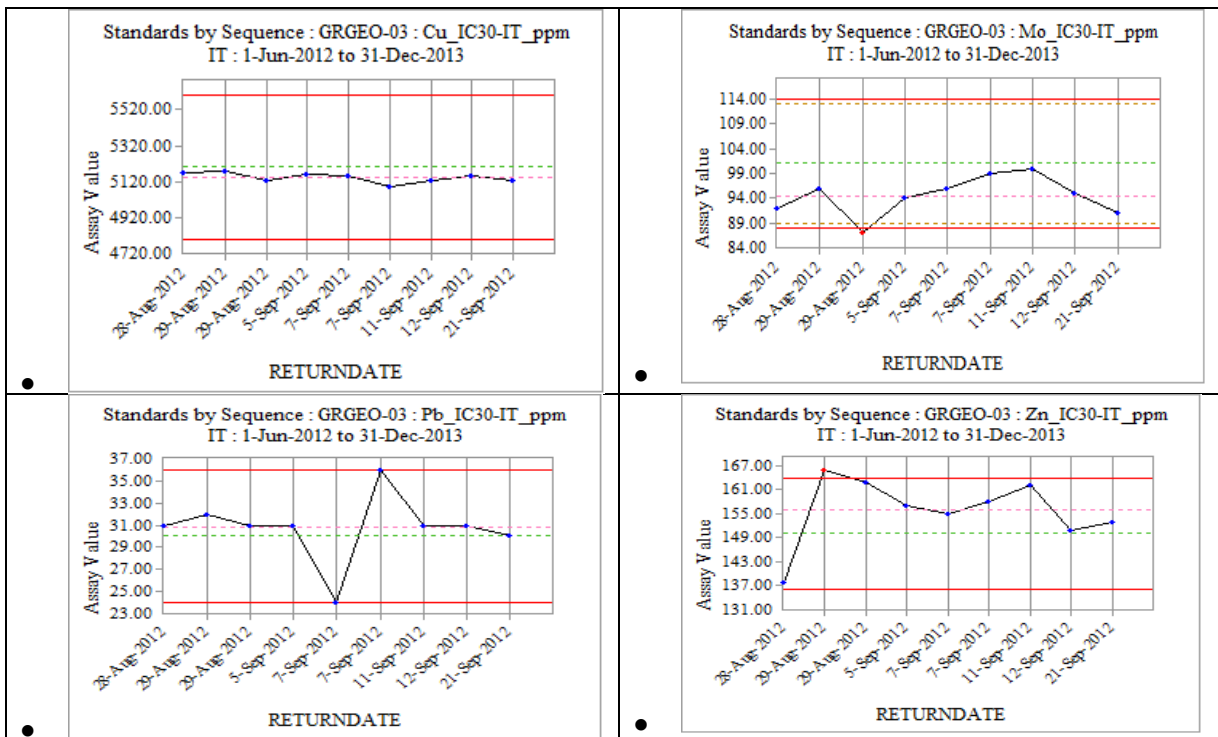 Standards by Sequence : GRGEO-03 : Cu_IC30-IT_ppm
IT : 1-Jun-2012 to 31-Dec-2013
5520.00
5320.00
5120.00
4920.00
4720.00
Assay Value
28-Aug-2012
29-Aug-2012
29-Aug-2012
5-Sep-2012
7-Sep-2012
7-Sep-2012
11-Sep-2012
12-Sep-2012
21-Sep-2012
RETURNDATE
Standards by Sequence : GRGEO-03 : Mo_IC30-IT_ppm
IT : 1-Jun-2012 to 31-Dec-2013
114.00
109.00
104.00
99.00
94.00
89.00
84.00
Assay Value
28-Aug-2012
29-Aug-2012
29-Aug-2012
5-Sep-2012
7-Sep-2012
7-Sep-2012
11-Sep-2012
12-Sep-2012
21-Sep-2012
RETURNDATE
Standards by Sequence : GRGEO-03 : Pb_IC30-IT_ppm
IT : 1-Jun-2012 to 31-Dec-2013
37.00
35.00
33.00
31.00
29.00
27.00
25.00
23.00
Assay Value
28-Aug-2012
29-Aug-2012
29-Aug-2012
5-Sep-2012
7-Sep-2012
7-Sep-2012
11-Sep-2012
12-Sep-2012
21-Sep-2012
RETURNDATE
Standards by Sequence : GRGEO-03 : Zn_IC30-IT_ppm
IT : 1-Jun-2012 to 31-Dec-2013
167.00
161.00
155.00
149.00
143.00
137.00
131.00
Assay Value
28-Aug-2012
29-Aug-2012
29-Aug-2012
5-Sep-2012
7-Sep-2012
7-Sep-2012
11-Sep-2012
12-Sep-2012
21-Sep-2012
RETURNDATE